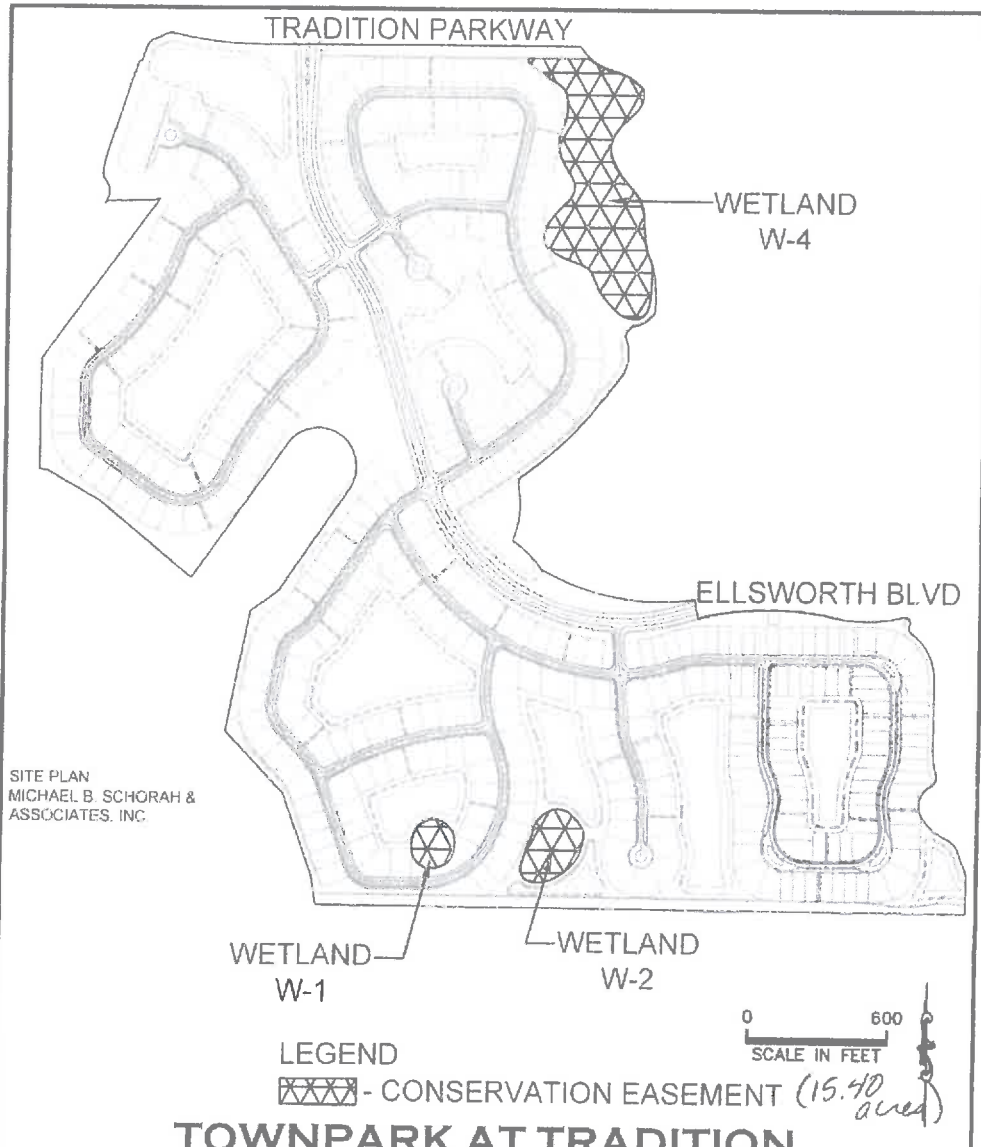 TRADITION PARKWAY
WETLAND
W-4
ELLSWORTH BLVD
SITE PLAN
MICHAEL B. SCHORAH &
ASSOCIATES, INC.
WETLAND
W-1
WETLAND
W-2
0 600
SCALE IN FEET
LEGEND
- CONSERVATION EASEMENT (15.40
acres)
TOWNPARK AT TRADITION